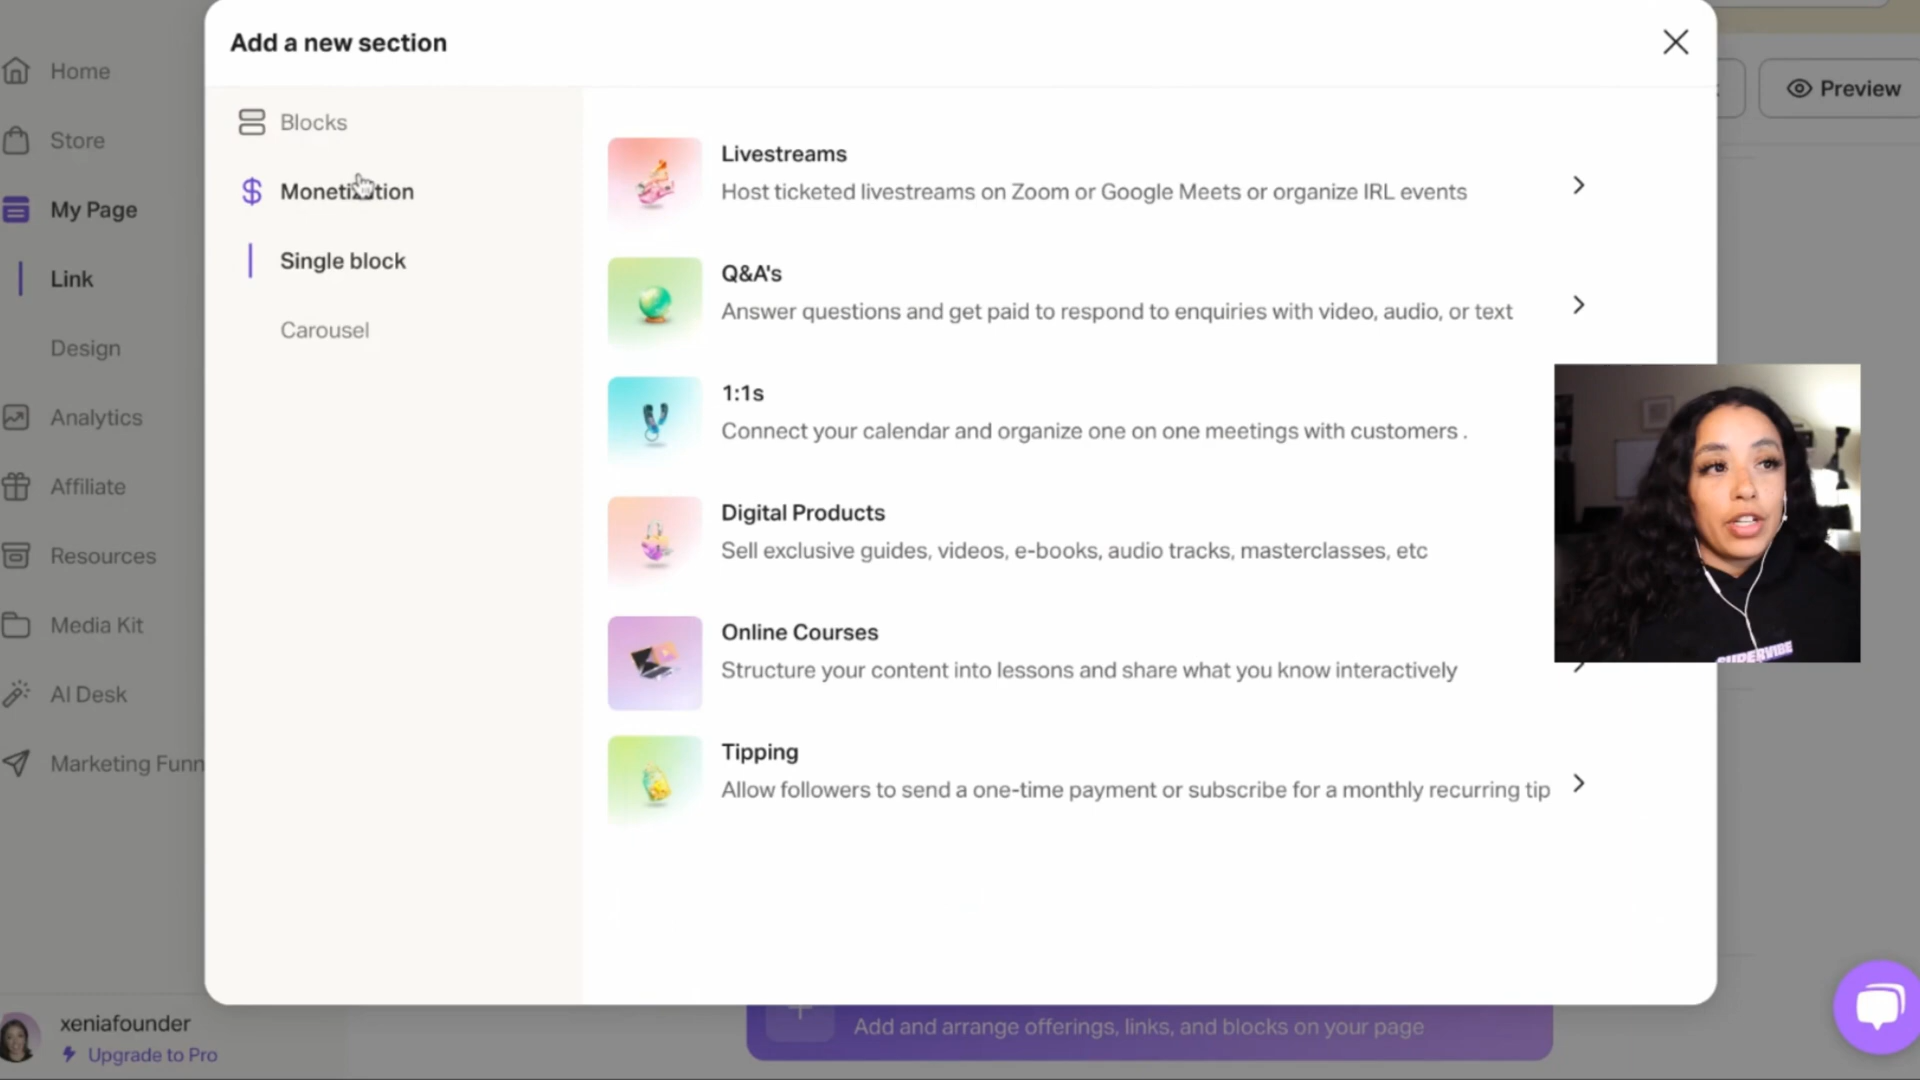 Add a new section
Home
Store
My Page
Link
Design
Analytics
Affiliate
Resources
Media Kit
AI Desk
Marketing Funn
xeniafounder
Upgrade to Pro
Blocks
Monetization
Single block
Carousel
Livestreams
Host ticketed livestreams on Zoom or Google Meets or organize IRL events
Q&A's
Answer questions and get paid to respond to enquiries with video, audio, or text
1:1s
Connect your calendar and organize one on one meetings with customers .
Digital Products
Sell exclusive guides, videos, e-books, audio tracks, masterclasses, etc
Online Courses
Structure your content into lessons and share what you know interactively
Tipping
Allow followers to send a one-time payment or subscribe for a monthly recurring tip
Preview
SUPERVIBE
Add and arrange offerings, links, and blocks on your page